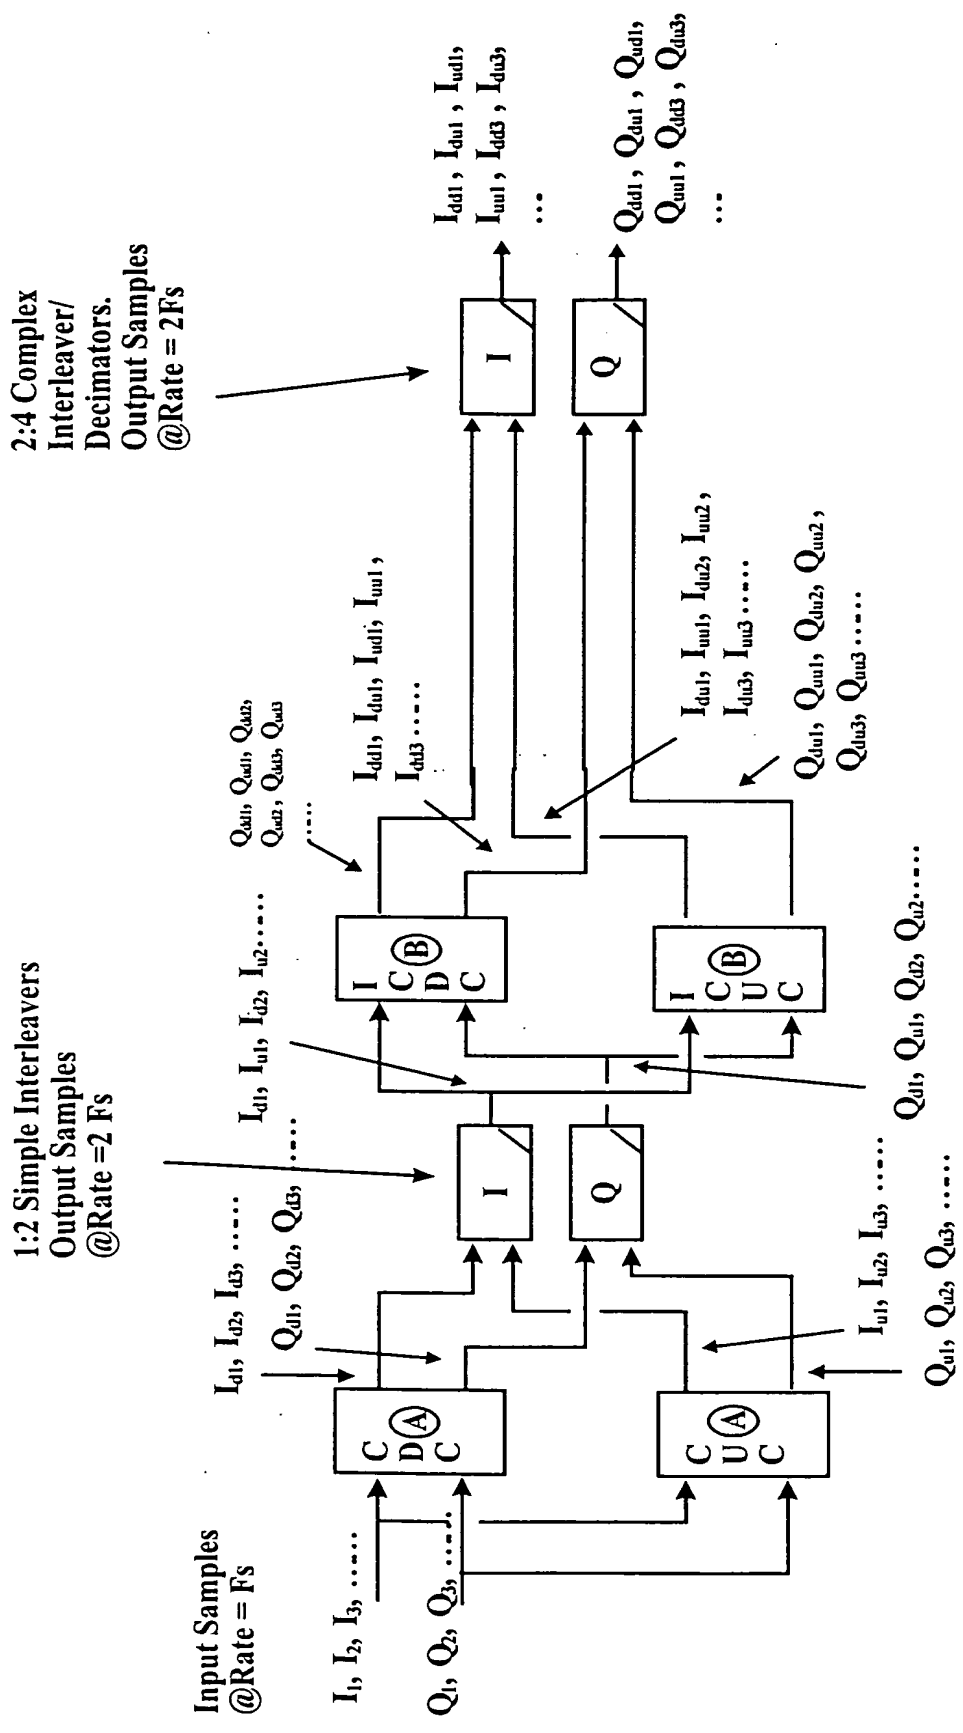 Input Samples
@Rate = Fs
I1, I2, I3, .....
Q1, Q2, Q3, .....
C
D A
C
C
U A
C
Id1, Id2, Id3, .....
Qd1, Qd2, Qd3, .....
Iu1, Iu2, Iu3, .....
Qu1, Qu2, Qu3, .....
1:2 Simple Interleavers
Output Samples
@Rate =2 Fs
I
Q
Id1, Iu1, Id2, Iu2.....
Qd1, Qu1, Qd2, Qu2.....
I
C B
D
C
I
C B
U
C
Qdd1, Qud1, Qdd2,
Qud2, Qdd3, Qud3
.....
Idd1, Idu1, Iud1, Iuu1 ,
Idd3.....
Idu1, Iuu1, Idu2, Iuu2,
Idu3, Iuu3.....
Qdu1, Quu1, Qdu2, Quu2 ,
Qdu3, Quu3.....
2:4 Complex
Interleaver/
Decimators.
Output Samples
@Rate = 2Fs
I
Q
Idd1 , Idu1 , Iud1,
Iuu1 , Idd3 , Idu3,
...
Qdd1 , Qdu1 , Qud1,
Quu1 , Qdd3 , Qdu3,
...